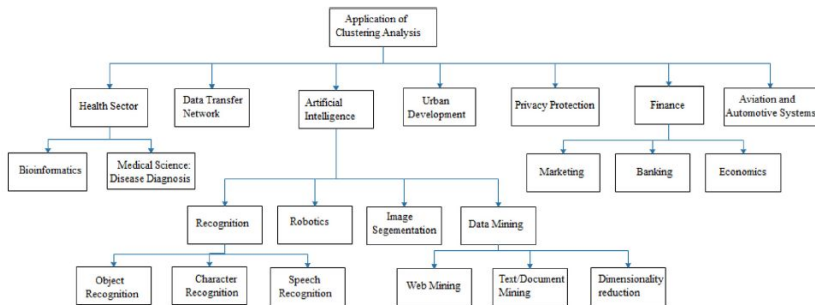 Application of
Clustering Analysis
Health Sector
Data Transfer
Network
Artificial
Intelligence
Urban
Development
Privacy Protection
Finance
Aviation and
Automotive Systems
Bioinformatics
Medical Science:
Disease Diagnosis
Marketing
Banking
Economics
Recognition
Robotics
Image
Segementation
Data Mining
Object
Recognition
Character
Recognition
Speech
Recognition
Web Mining
Text/Document
Mining
Dimensionality
reduction